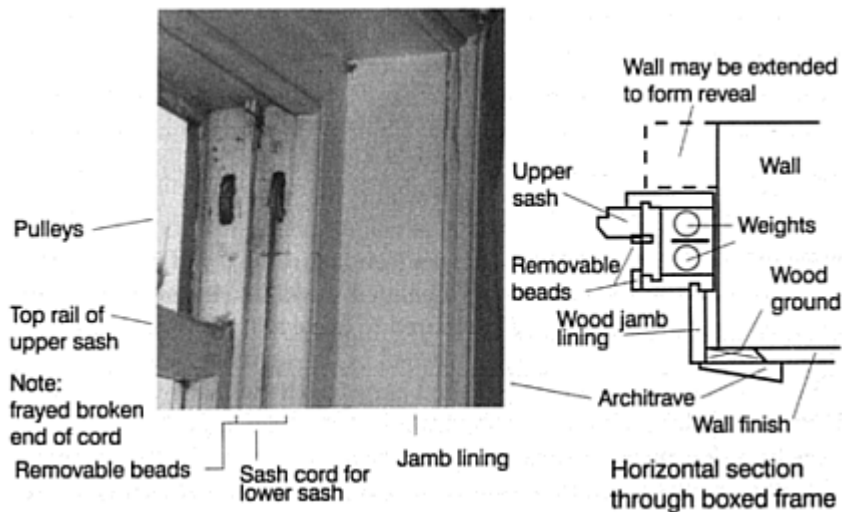 Pulleys
Top rail of
upper sash
Note:
frayed broken
end of cord
Removable beads
Sash cord for
lower sash
Jamb lining
Wall may be extended
to form reveal
Wall
Upper
sash
Weights
Removable
beads
Wood
ground
Wood jamb
lining
Architrave
Wall finish
Horizontal section
through boxed frame